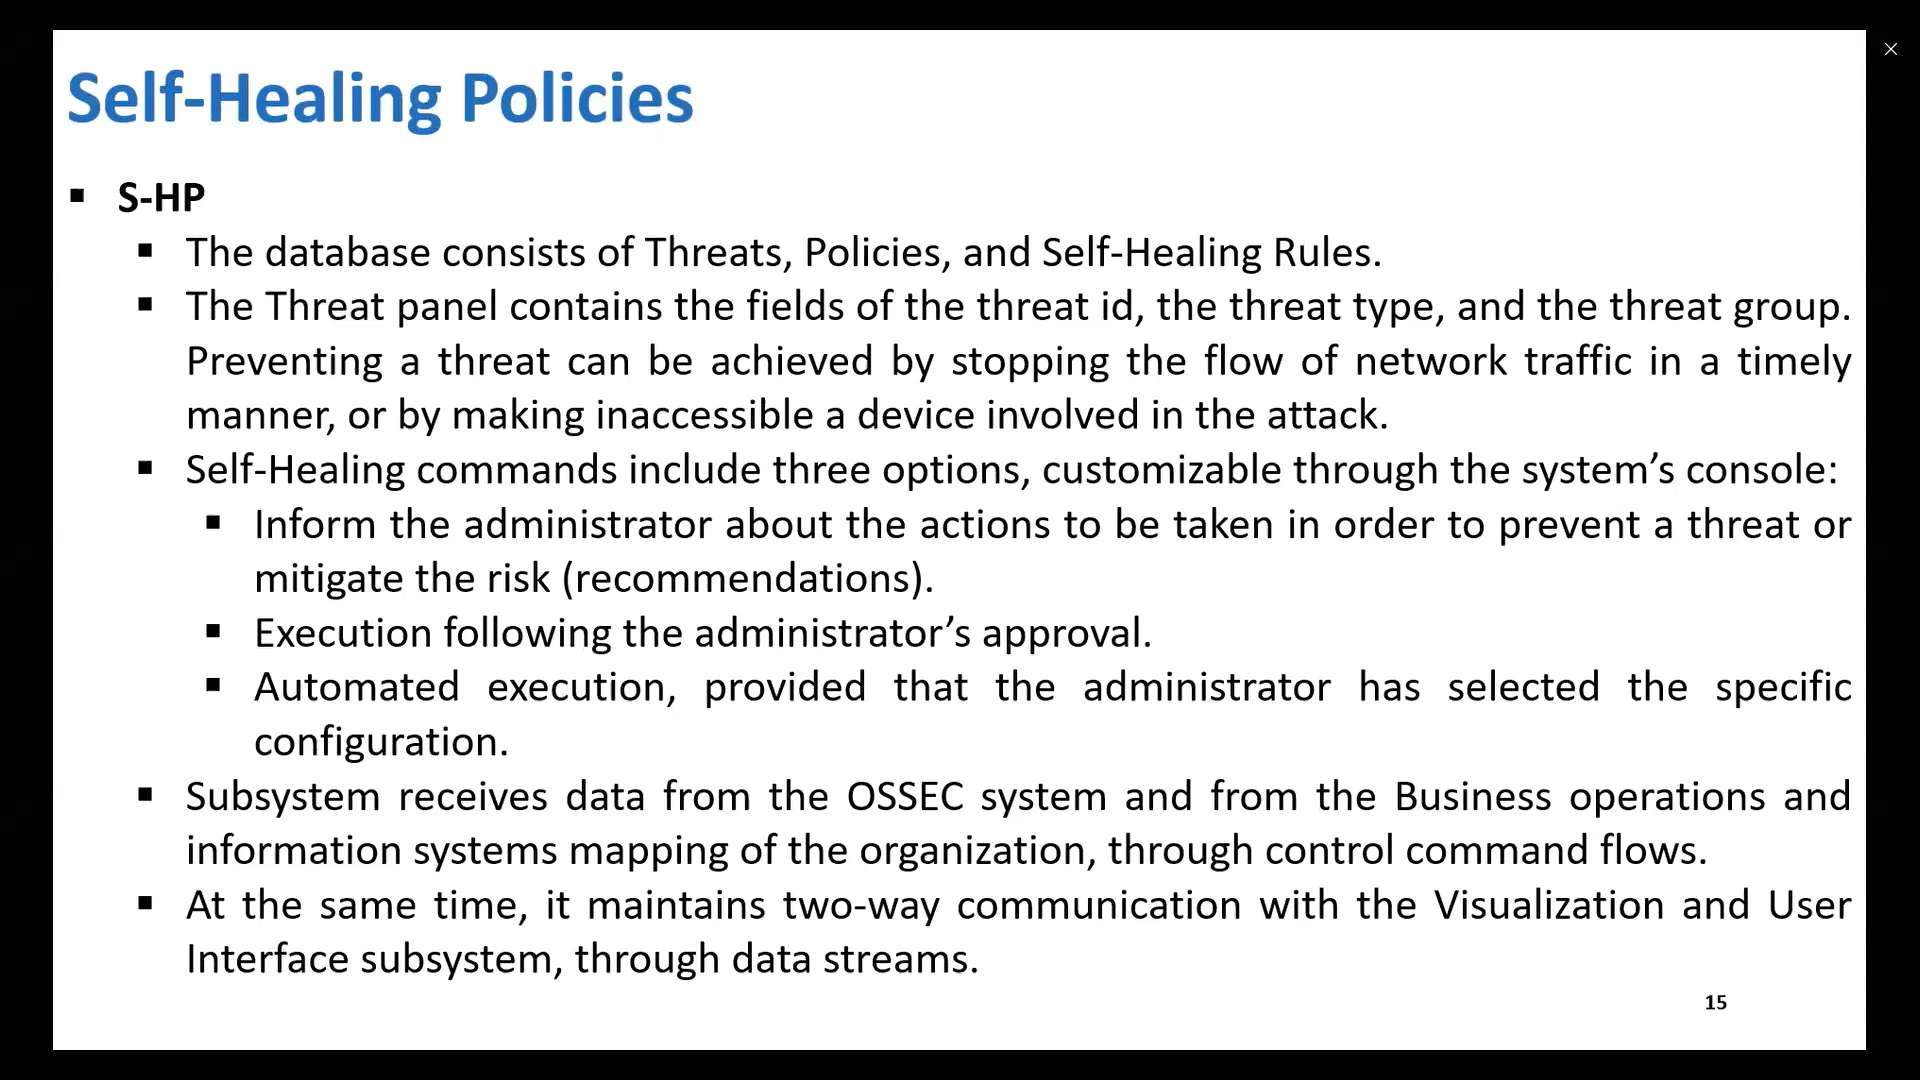 Self-Healing Policies
▪ S-HP
▪ The database consists of Threats, Policies, and Self-Healing Rules.
▪ The Threat panel contains the fields of the threat id, the threat type, and the threat group.
Preventing a threat can be achieved by stopping the flow of network traffic in a timely
manner, or by making inaccessible a device involved in the attack.
▪ Self-Healing commands include three options, customizable through the system’s console:
▪ Inform the administrator about the actions to be taken in order to prevent a threat or
mitigate the risk (recommendations).
▪ Execution following the administrator’s approval.
▪ Automated execution, provided that the administrator has selected the specific
configuration.
▪ Subsystem receives data from the OSSEC system and from the Business operations and
information systems mapping of the organization, through control command flows.
▪ At the same time, it maintains two-way communication with the Visualization and User
Interface subsystem, through data streams.
15